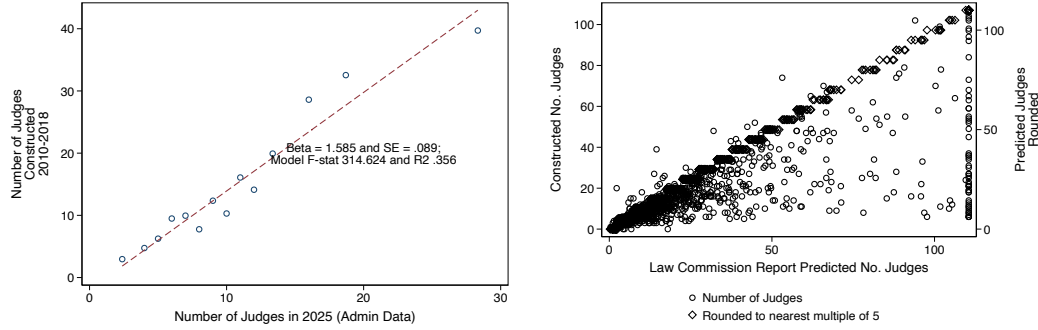 Number of Judges
Constructed
2010-2018
40
30
20
10
0
Beta = 1.585 and SE = .089;
Model F-stat 314.624 and R2 .356
0
10
20
30
Number of Judges in 2025 (Admin Data)
Constructed No. Judges
100
80
60
40
20
0
100
50
0
Predicted Judges
Rounded
0
50
100
Law Commission Report Predicted No. Judges
Number of Judges
Rounded to nearest multiple of 5